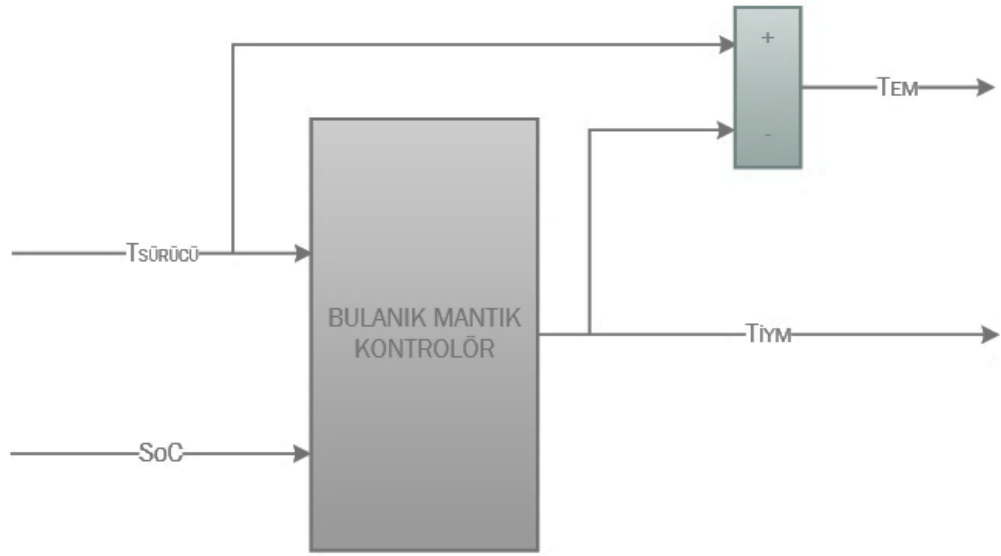 +
TEM
-
TSÜRÜCÜ
BULANIK MANTIK
KONTROLÖR
TİYM
SoC